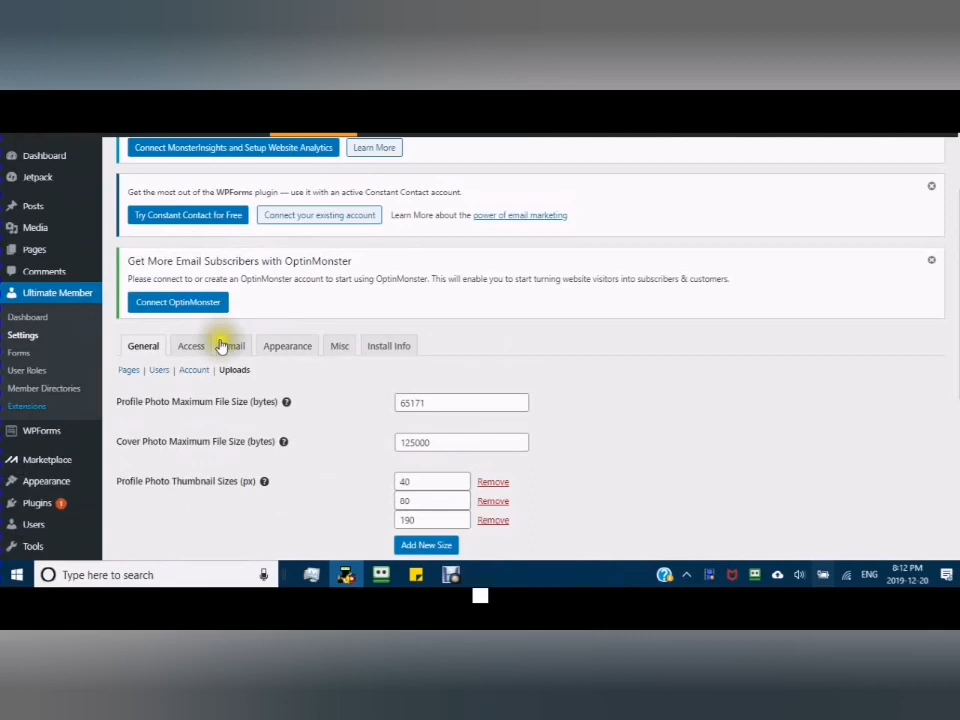 Connect MonsterInsights and Setup Website Analytics Learn More
Dashboard
Jetpack
Posts
Media
Pages
Comments
Ultimate Member
Dashboard
Settings
Forms
User Roles
Member Directories
Extensions
WPForms
Marketplace
Appearance
Plugins 1
Users
Tools
Get the most out of the WPForms plugin — use it with an active Constant Contact account.
Try Constant Contact for Free Connect your existing account Learn More about the power of email marketing
Get More Email Subscribers with OptinMonster
Please connect to or create an OptinMonster account to start using OptinMonster. This will enable you to start turning website visitors into subscribers & customers.
Connect OptinMonster
General Access Email Appearance Misc Install Info
Pages | Users | Account | Uploads
Profile Photo Maximum File Size (bytes) ? 65171
Cover Photo Maximum File Size (bytes) ? 125000
Profile Photo Thumbnail Sizes (px) ? 40 Remove
80 Remove
190 Remove
Add New Size
Type here to search
ENG
8:12 PM
2019-12-20